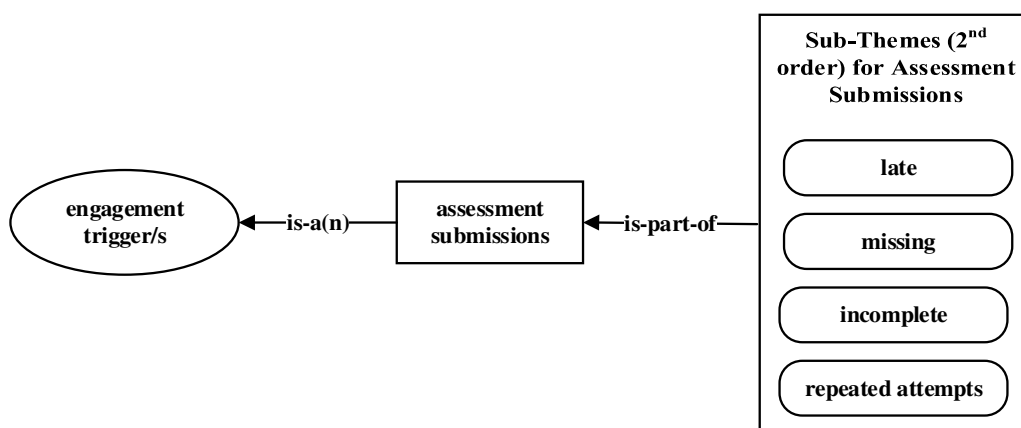 engagement
trigger/s
is-a(n)
assessment
submissions
is-part-of
Sub-Themes (2nd
order) for Assessment
Submissions
late
missing
incomplete
repeated attempts